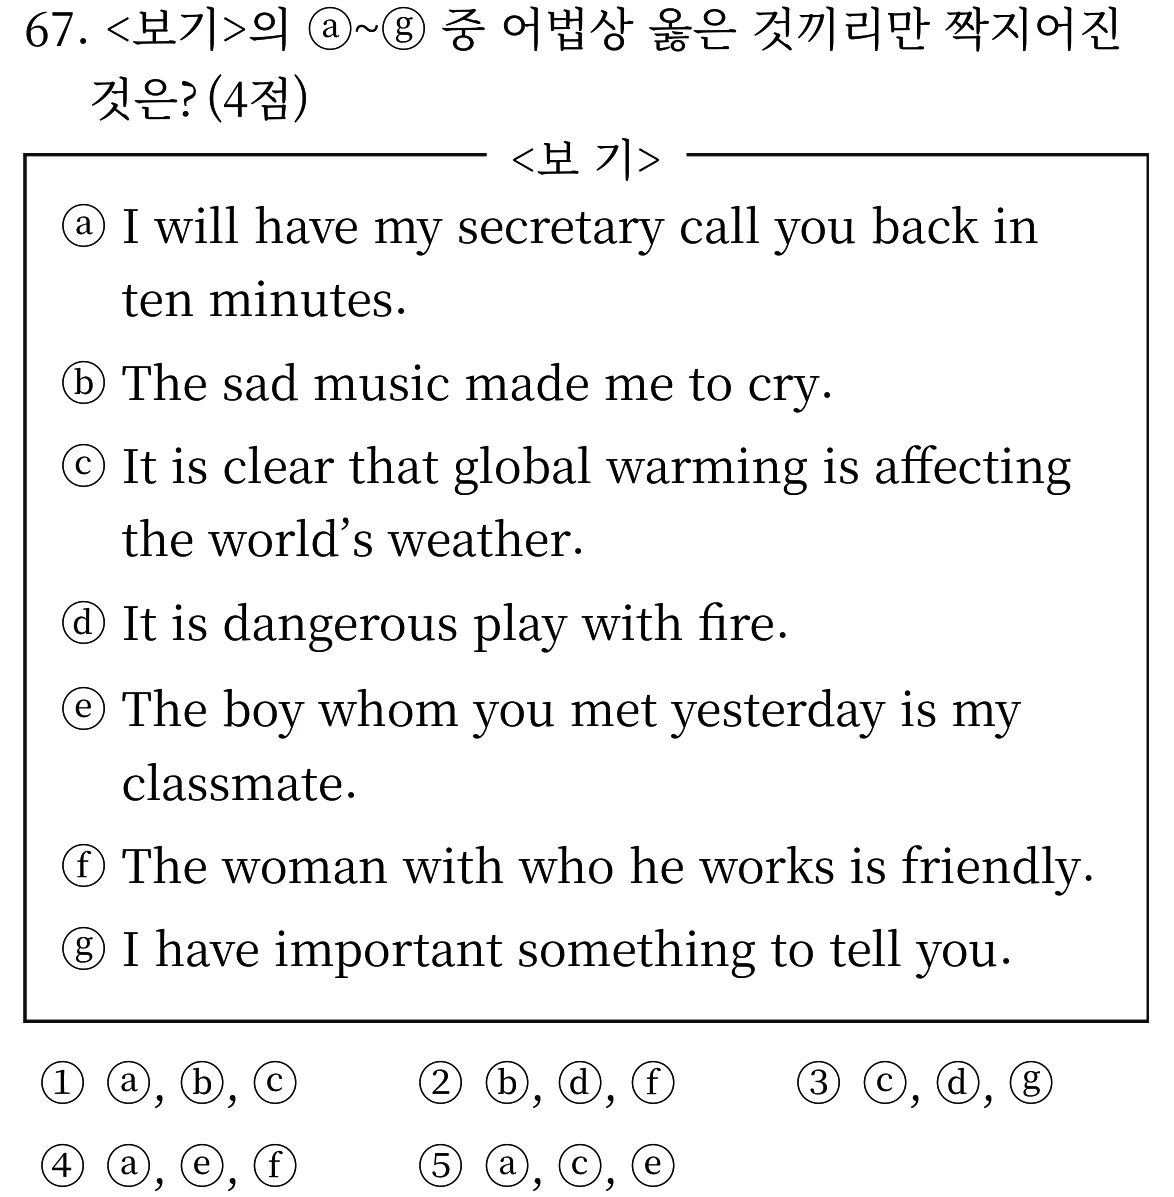 67. <보기>의 ⓐ~ⓖ 중 어법상 옳은 것끼리만 짝지어진
것은? (4점)
<보 기>
ⓐ I will have my secretary call you back in
ten minutes.
ⓑ The sad music made me to cry.
ⓒ It is clear that global warming is affecting
the world’s weather.
ⓓ It is dangerous play with fire.
ⓔ The boy whom you met yesterday is my
classmate.
ⓕ The woman with who he works is friendly.
ⓖ I have important something to tell you.
① ⓐ, ⓑ, ⓒ ② ⓑ, ⓓ, ⓕ ③ ⓒ, ⓓ, ⓖ
④ ⓐ, ⓔ, ⓕ ⑤ ⓐ, ⓒ, ⓔ